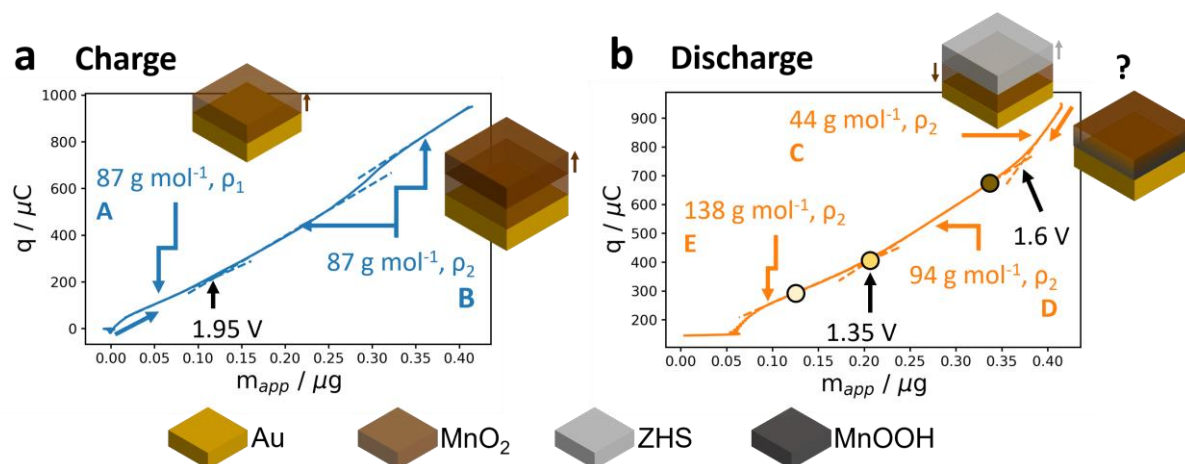 a Charge
1000
800
600
400
200
0
q / μC
0.00 0.05 0.10 0.15 0.20 0.25 0.30 0.35 0.40
m_app / μg
87 g mol⁻¹, ρ₁
A
1.95 V
87 g mol⁻¹, ρ₂
B
b Discharge
?
900
800
700
600
500
400
300
200
q / μC
0.00 0.05 0.10 0.15 0.20 0.25 0.30 0.35 0.40
m_app / μg
44 g mol⁻¹, ρ₂
C
138 g mol⁻¹, ρ₂
E
1.6 V
94 g mol⁻¹, ρ₂
D
1.35 V
Au MnO₂ ZHS MnOOH